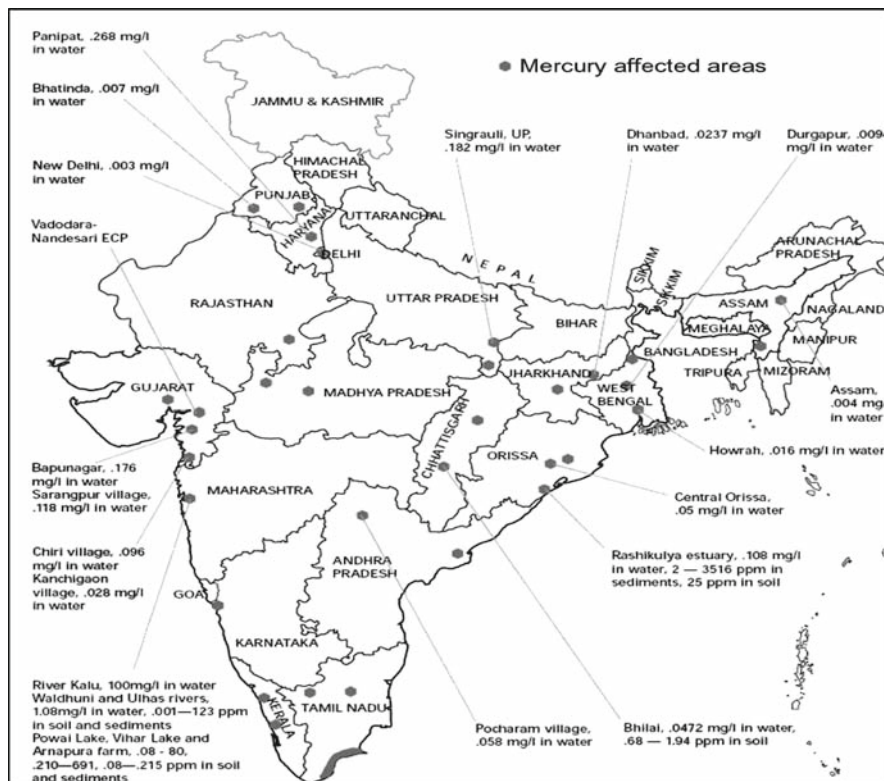 Panipat, .268 mg/l
in water
Mercury affected areas
Bhatinda, .007 mg/l
in water
JAMMU & KASHMIR
Singrauli, UP,
.182 mg/l in water
Dhanbad, .0237 mg/l
in water
Durgapur, .009
mg/l in water
New Delhi, .003 mg/l
in water
HIMACHAL
PRADESH
PUNJAB
HARYANA
UTTARANCHAL
DELHI
Vadodara-
Nandesari ECP
NEPAL
SIKKIM
SIKKIM
ARUNACHAL
PRADESH
RAJASTHAN
UTTAR PRADESH
BIHAR
ASSAM
NAGALAND
MEGHALAYA
MANIPUR
BANGLADESH
TRIPURA
MIZORAM
GUJARAT
MADHYA PRADESH
JHARKHAND
WEST
BENGAL
Assam,
.004 mg
in water
CHHATTISGARH
ORISSA
Howrah, .016 mg/l in water
Bapunagar, .176
mg/l in water
Sarangpur village,
.118 mg/l in water
MAHARASHTRA
Central Orissa,
.05 mg/l in water
Chiri village, .096
mg/l in water
Kanchigaon
village, .028 mg/l
in water
ANDHRA
PRADESH
Rashikulya estuary, .108 mg/l
in water, 2 — 3516 ppm in
sediments, 25 ppm in soil
GOA
KARNATAKA
River Kalu, 100mg/l in water
Waldhuni and Ulhas rivers,
1.08mg/l in water, .001—123 ppm
in soil and sediments
Powai Lake, Vihar Lake and
Arnapura farm, .08 - 80,
.210—691, .08—.215 ppm in soil
and sediments
KERALA
TAMIL NADU
Pocharam village,
.058 mg/l in water
Bhilai, .0472 mg/l in water,
.68 — 1.94 ppm in soil